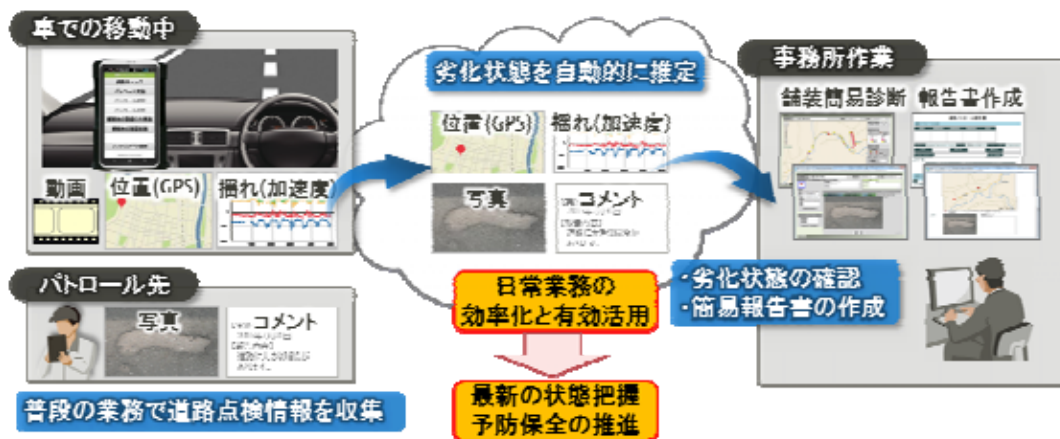 車での移動中
動画
位置(GPS)
揺れ(加速度)
パトロール先
写真
コメント
普段の業務で道路点検情報を収集
劣化状態を自動的に推定
位置(GPS)
揺れ(加速度)
写真
コメント
日常業務の
効率化と有効活用
最新の状態把握
予防保全の推進
事務所作業
舗装簡易診断
報告書作成
・劣化状態の確認
・簡易報告書の作成